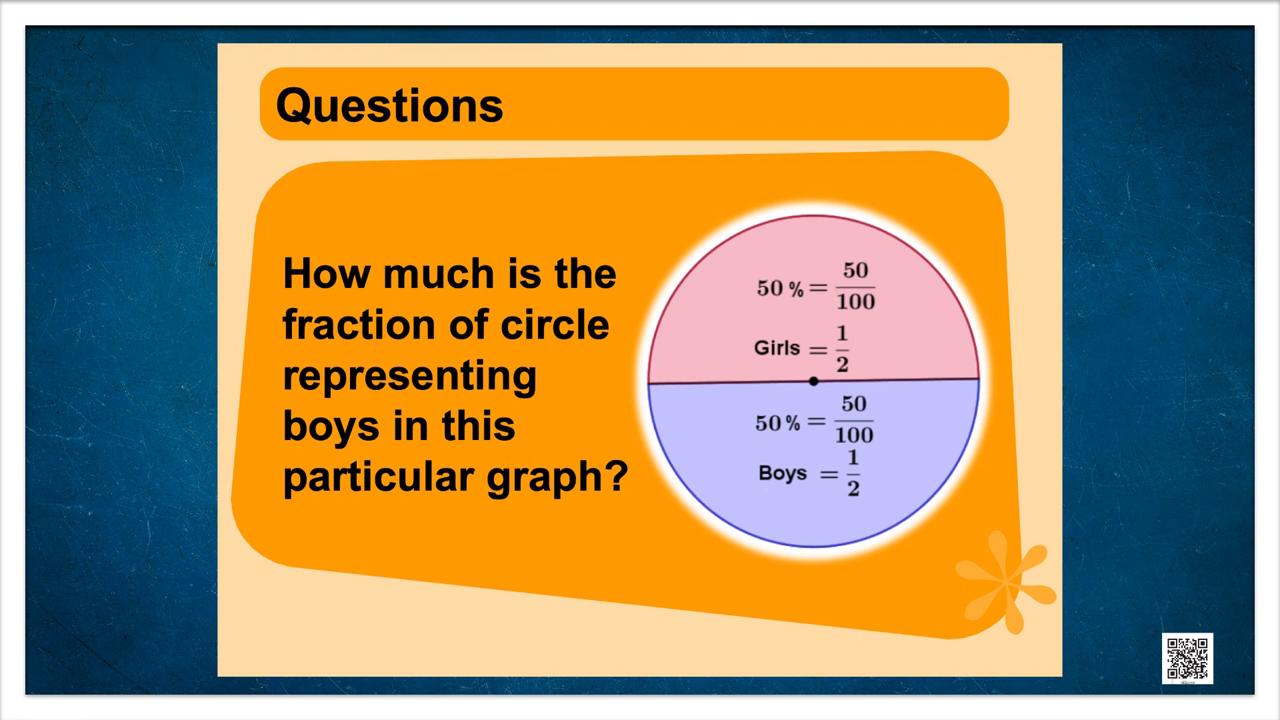 Questions
How much is the
fraction of circle
representing
boys in this
particular graph?
50 % = 50/100
Girls = 1/2
50 % = 50/100
Boys = 1/2